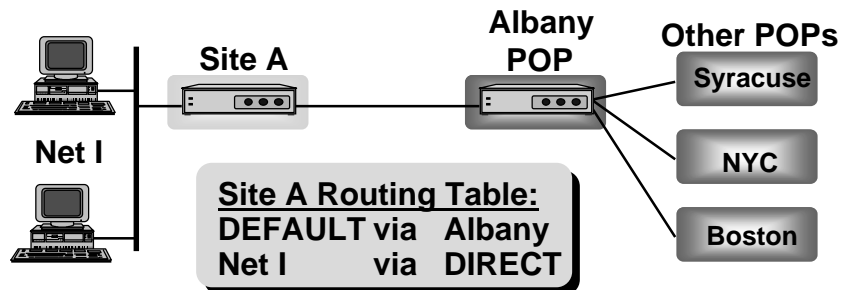 Site A
Albany
POP
Other POPs
Syracuse
NYC
Boston
Net I
Site A Routing Table:
DEFAULT via Albany
Net I via DIRECT